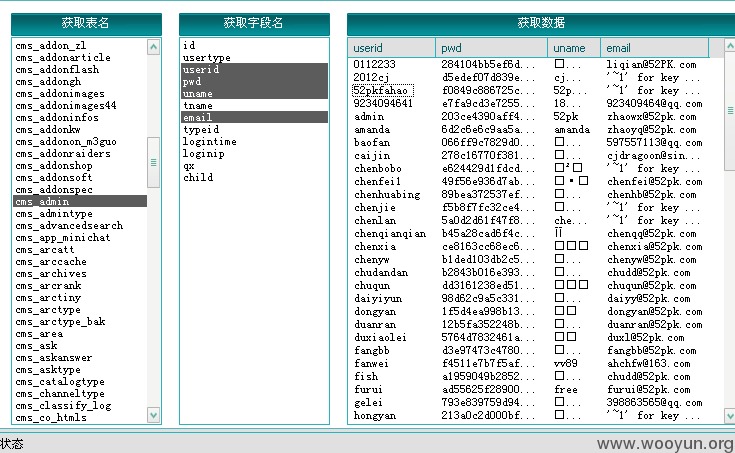 获取表名 获取字段名 获取数据
cms_addon_zl
cms_addonarticle
cms_addonflash
cms_addongh
cms_addonimages
cms_addonimages44
cms_addoninfos
cms_addonkw
cms_addonon_m3guo
cms_addonraiders
cms_addonshop
cms_addonsoft
cms_addonspec
cms_admin
cms_admintype
cms_advancedsearch
cms_app_minichat
cms_arcatt
cms_arccache
cms_archives
cms_arcrank
cms_arctiny
cms_arctype
cms_arctype_bak
cms_area
cms_ask
cms_askanswer
cms_asktype
cms_catalogtype
cms_channeltype
cms_classify_log
cms_co_htmls
id
usertype
userid
pwd
uname
tname
email
typeid
logintime
loginip
qx
child
userid pwd uname email
0112233 284104bb5ef6d... □... liqian@52PK.com
2012cj d5edef07d839e... cj... '~1' for key ...
52pkfahao f0849c886725c... 52p... '~1' for key ...
9234094641 e7fa9cd3e7255... 18... 923409464@qq.com
admin 203ce4390aff4... 52pk zhaowx@52pk.com
amanda 6d2c6e6c9aa5a... amanda zhaoyq@52pk.com
baofan 066ff9c7829d0... □... 597557113@qq.com
caijin 278c16770f381... □... cjdragoon@sin...
chenbobo e624429d1fdcd... □²□ '~1' for key ...
chenfei1 49f56e936d7ab... □•□ chenfei@52pk.com
chenhuabing 89bea372537ef... □... chenhb@52pk.com
chenjie f5b8f7fc32ce4... □... '~1' for key ...
chenlan 5a0d2d61f47f8... che... '~1' for key ...
chenqianqian b45a28cad6f4c... ÏÎ chenqq@52pk.com
chenxia ce8163cc68ec6... □□□ chenxia@52pk.com
chenyw b1ded103db2c5... □... chenyw@52pk.com
chudandan b2843b016e393... □... chudd@52pk.com
chuqun dd3161238ed51... □□□ chuqun@52pk.com
daiyiyun 98d62c9a5c331... □... daiyy@52pk.com
dongyan 1f5d4ea998b13... □□ dongyan@52pk.com
duanran 12b5fa352248b... □... duanran@52pk.com
duxiaolei 5764d7832461a... □□ duxl@52pk.com
fangbb d3e97473c4780... □... fangbb@52pk.com
fanwei f4511e7b7f5af... vv89 ahchfw@163.com
fish a1959049b2852... □... chudd@52pk.com
furui ad55625f28900... free furui@52pk.com
gelei 793e839759d94... □... 398863565@qq.com
hongyan 213a0c2d000bf... □... '~1' for key ...
状态
www.wooyun.org